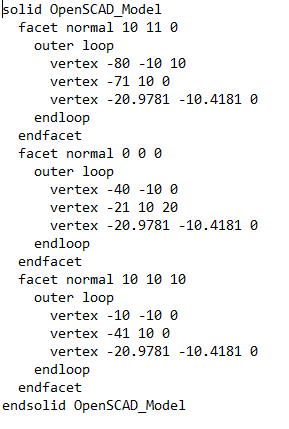 solid OpenSCAD_Model
facet normal 10 11 0
outer loop
vertex -80 -10 10
vertex -71 10 0
vertex -20.9781 -10.4181 0
endloop
endfacet
facet normal 0 0 0
outer loop
vertex -40 -10 0
vertex -21 10 20
vertex -20.9781 -10.4181 0
endloop
endfacet
facet normal 10 10 10
outer loop
vertex -10 -10 0
vertex -41 10 0
vertex -20.9781 -10.4181 0
endloop
endfacet
endsolid OpenSCAD_Model